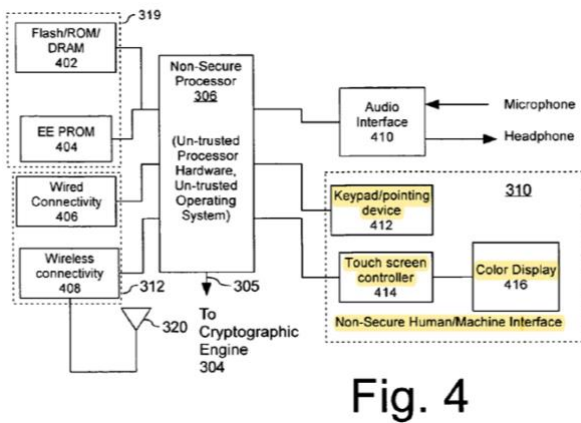 319
Flash/ROM/
DRAM
402
EE PROM
404
Wired
Connectivity
406
Wireless
connectivity
408
312
320
Non-Secure
Processor
306
(Un-trusted
Processor
Hardware,
Un-trusted
Operating
System)
305
To
Cryptographic
Engine
304
Audio
Interface
410
Microphone
Headphone
310
Keypad/pointing
device
412
Touch screen
controller
414
Color Display
416
Non-Secure Human/Machine Interface
Fig. 4